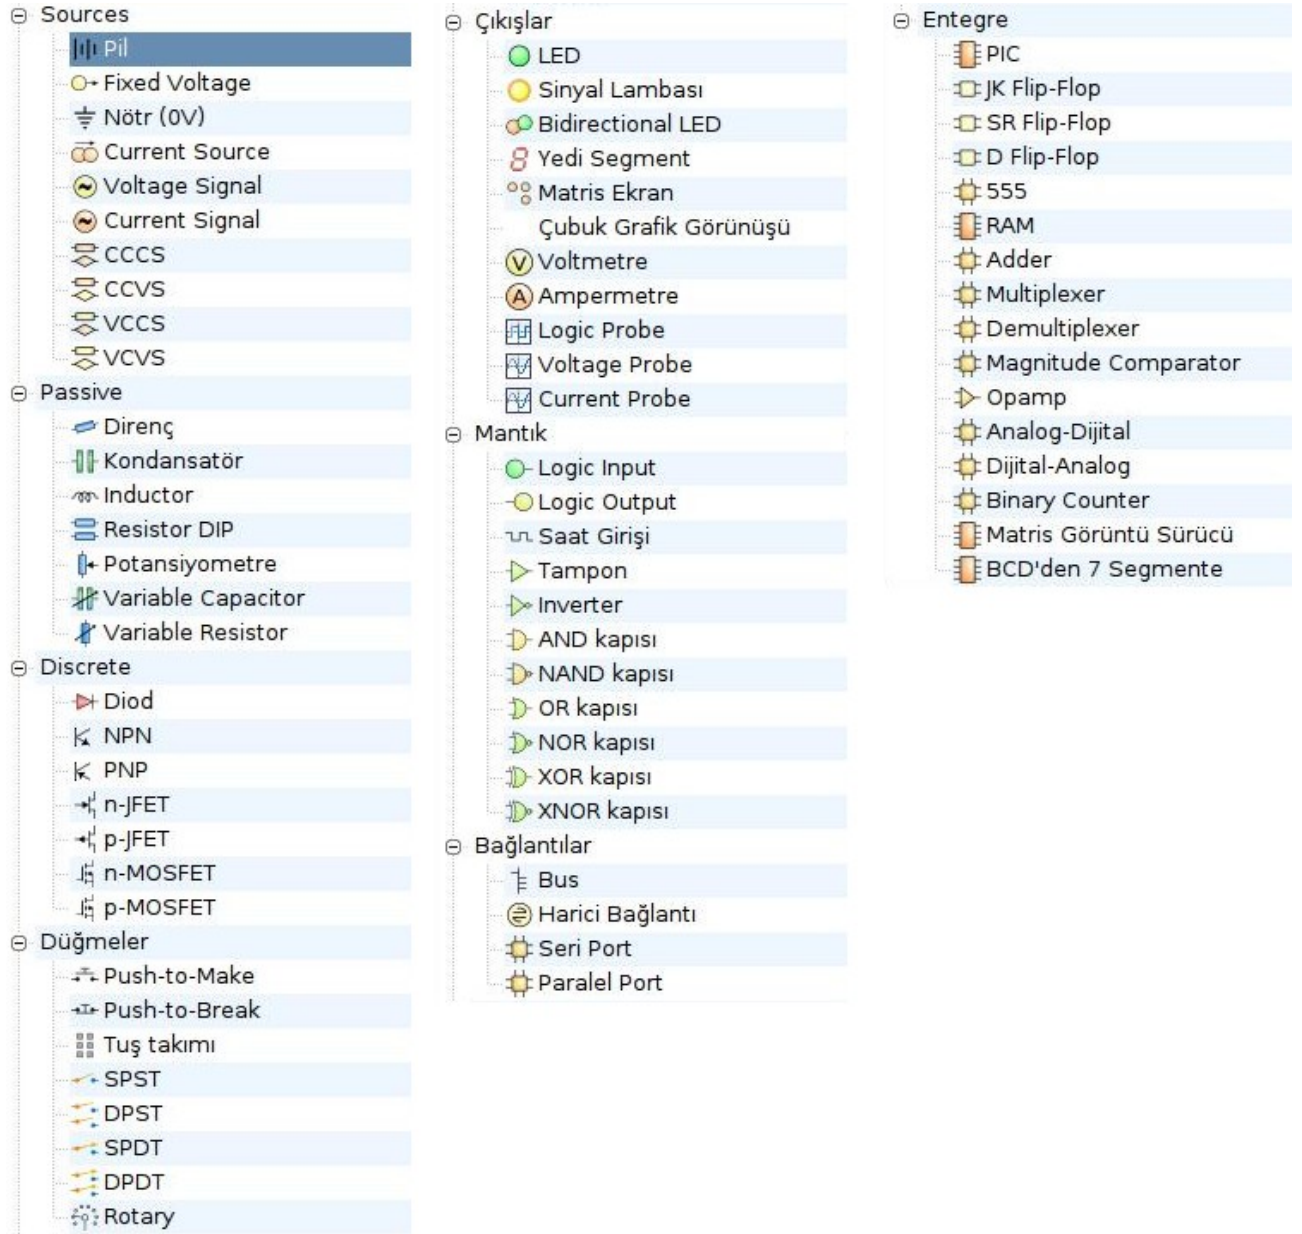 Sources
Pil
Fixed Voltage
Nötr (0V)
Current Source
Voltage Signal
Current Signal
CCCS
CCVS
VCCS
VCVS
Passive
Direnç
Kondansatör
Inductor
Resistor DIP
Potansiyometre
Variable Capacitor
Variable Resistor
Discrete
Diod
NPN
PNP
n-JFET
p-JFET
n-MOSFET
p-MOSFET
Düğmeler
Push-to-Make
Push-to-Break
Tuş takımı
SPST
DPST
SPDT
DPDT
Rotary
Çıkışlar
LED
Sinyal Lambası
Bidirectional LED
Yedi Segment
Matris Ekran
Çubuk Grafik Görünüşü
Voltmetre
Ampermetre
Logic Probe
Voltage Probe
Current Probe
Mantık
Logic Input
Logic Output
Saat Girişi
Tampon
Inverter
AND kapısı
NAND kapısı
OR kapısı
NOR kapısı
XOR kapısı
XNOR kapısı
Bağlantılar
Bus
Harici Bağlantı
Seri Port
Paralel Port
Entegre
PIC
JK Flip-Flop
SR Flip-Flop
D Flip-Flop
555
RAM
Adder
Multiplexer
Demultiplexer
Magnitude Comparator
Opamp
Analog-Dijital
Dijital-Analog
Binary Counter
Matris Görüntü Sürücü
BCD'den 7 Segmente